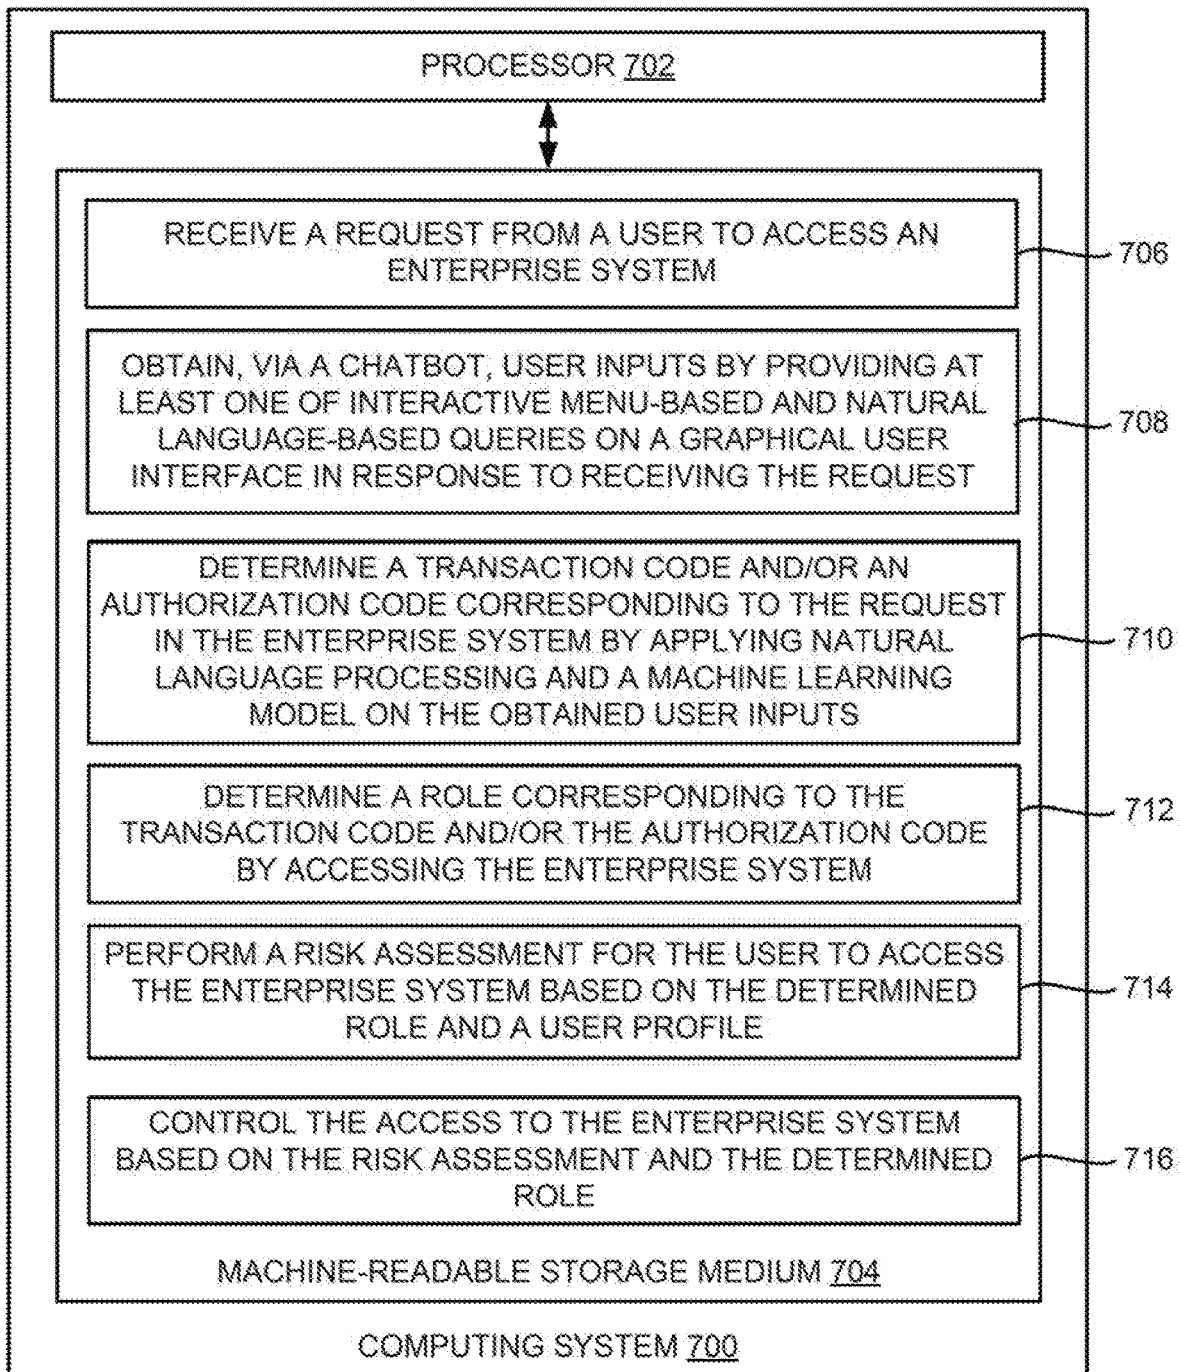 PROCESSOR 702
RECEIVE A REQUEST FROM A USER TO ACCESS AN
ENTERPRISE SYSTEM
706
OBTAIN, VIA A CHATBOT, USER INPUTS BY PROVIDING AT
LEAST ONE OF INTERACTIVE MENU-BASED AND NATURAL
LANGUAGE-BASED QUERIES ON A GRAPHICAL USER
INTERFACE IN RESPONSE TO RECEIVING THE REQUEST
708
DETERMINE A TRANSACTION CODE AND/OR AN
AUTHORIZATION CODE CORRESPONDING TO THE REQUEST
IN THE ENTERPRISE SYSTEM BY APPLYING NATURAL
LANGUAGE PROCESSING AND A MACHINE LEARNING
MODEL ON THE OBTAINED USER INPUTS
710
DETERMINE A ROLE CORRESPONDING TO THE
TRANSACTION CODE AND/OR THE AUTHORIZATION CODE
BY ACCESSING THE ENTERPRISE SYSTEM
712
PERFORM A RISK ASSESSMENT FOR THE USER TO ACCESS
THE ENTERPRISE SYSTEM BASED ON THE DETERMINED
ROLE AND A USER PROFILE
714
CONTROL THE ACCESS TO THE ENTERPRISE SYSTEM
BASED ON THE RISK ASSESSMENT AND THE DETERMINED
ROLE
716
MACHINE-READABLE STORAGE MEDIUM 704
COMPUTING SYSTEM 700